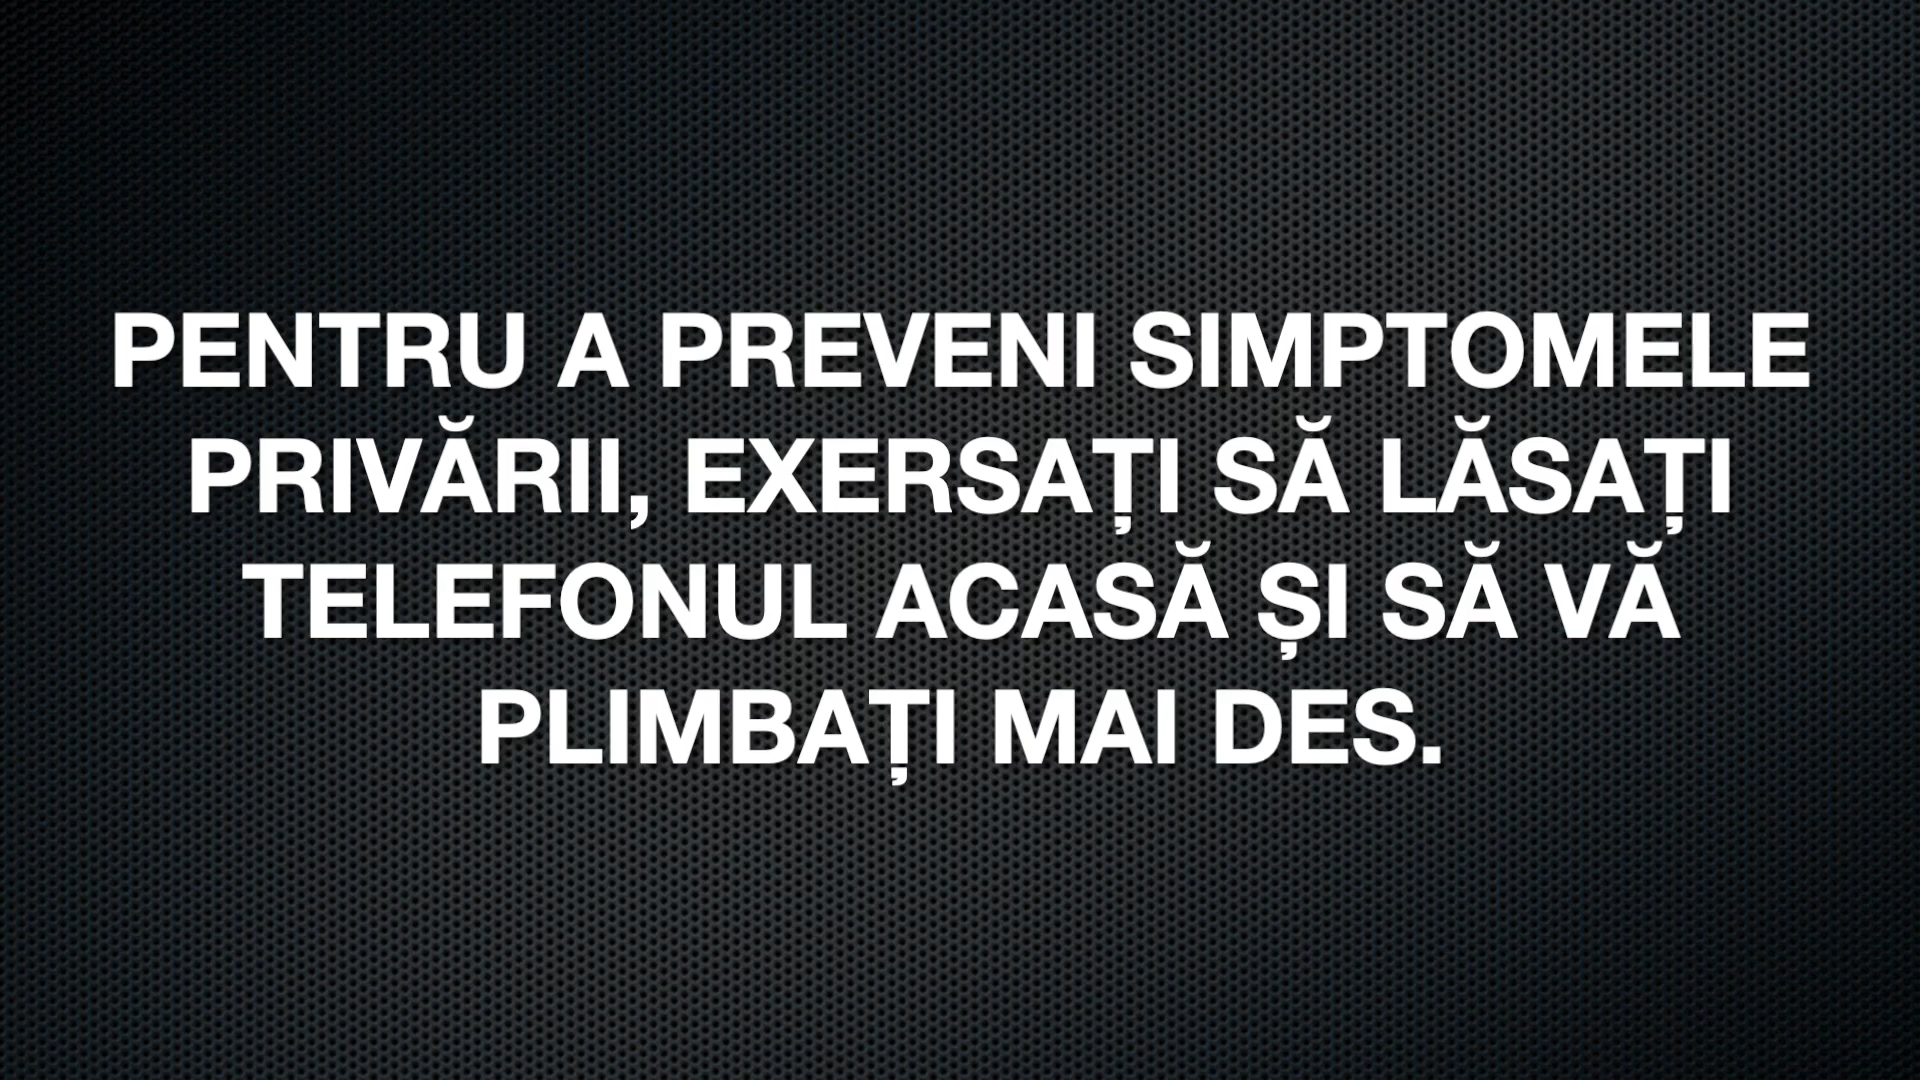 PENTRU A PREVENI SIMPTOMELE
PRIVĂRII, EXERSAȚI SĂ LĂSAȚI
TELEFONUL ACASĂ ȘI SĂ VĂ
PLIMBAȚI MAI DES.